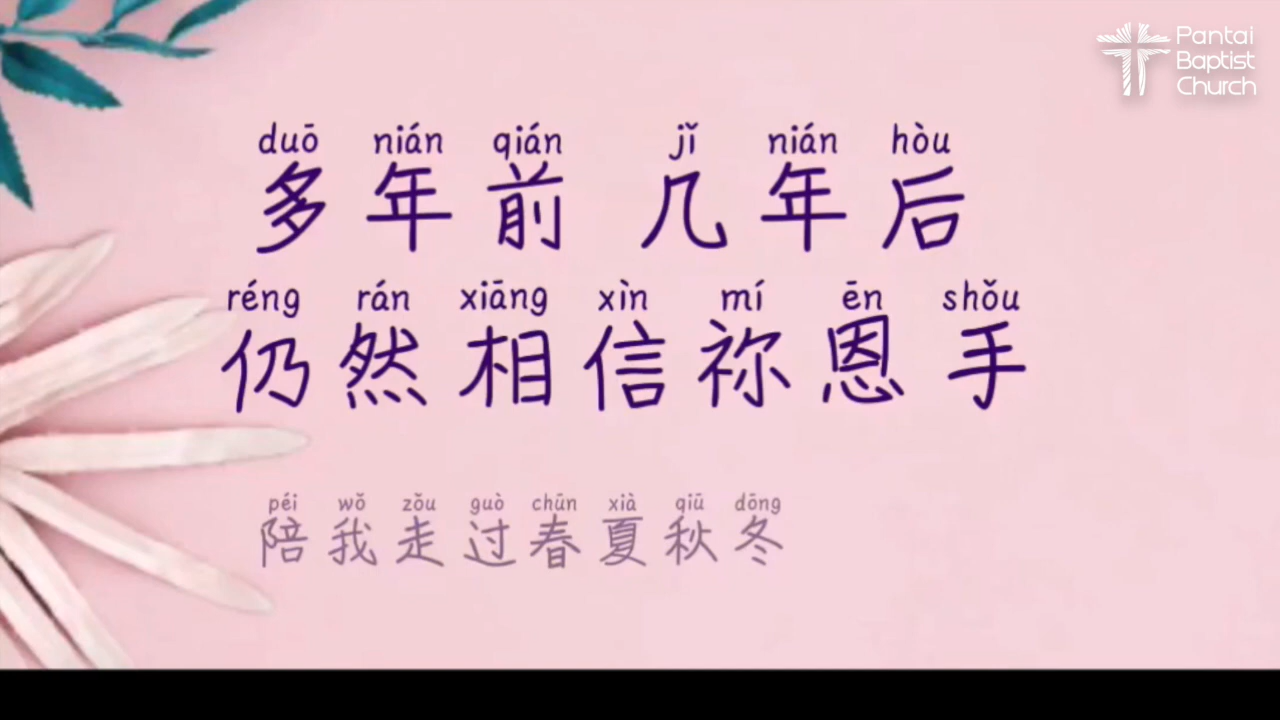 Pantai
Baptist
Church
duō nián qián jǐ nián hòu
多年前 几年后
réng rán xiāng xìn mí ēn shǒu
仍然相信祢恩手
péi wǒ zǒu guò chūn xià qiū dōng
陪我走过春夏秋冬